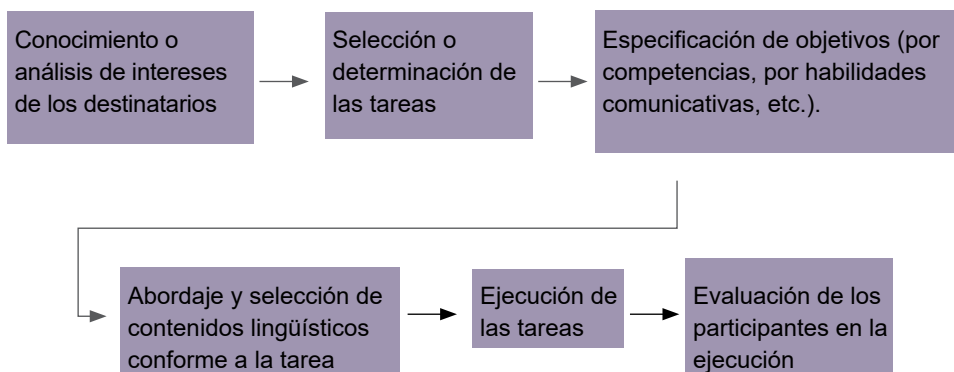 Conocimiento o
análisis de intereses
de los destinatarios
Selección o
determinación de
las tareas
Especificación de objetivos (por
competencias, por habilidades
comunicativas, etc.).
Abordaje y selección de
contenidos lingüísticos
conforme a la tarea
Ejecución de
las tareas
Evaluación de los
participantes en la
ejecución